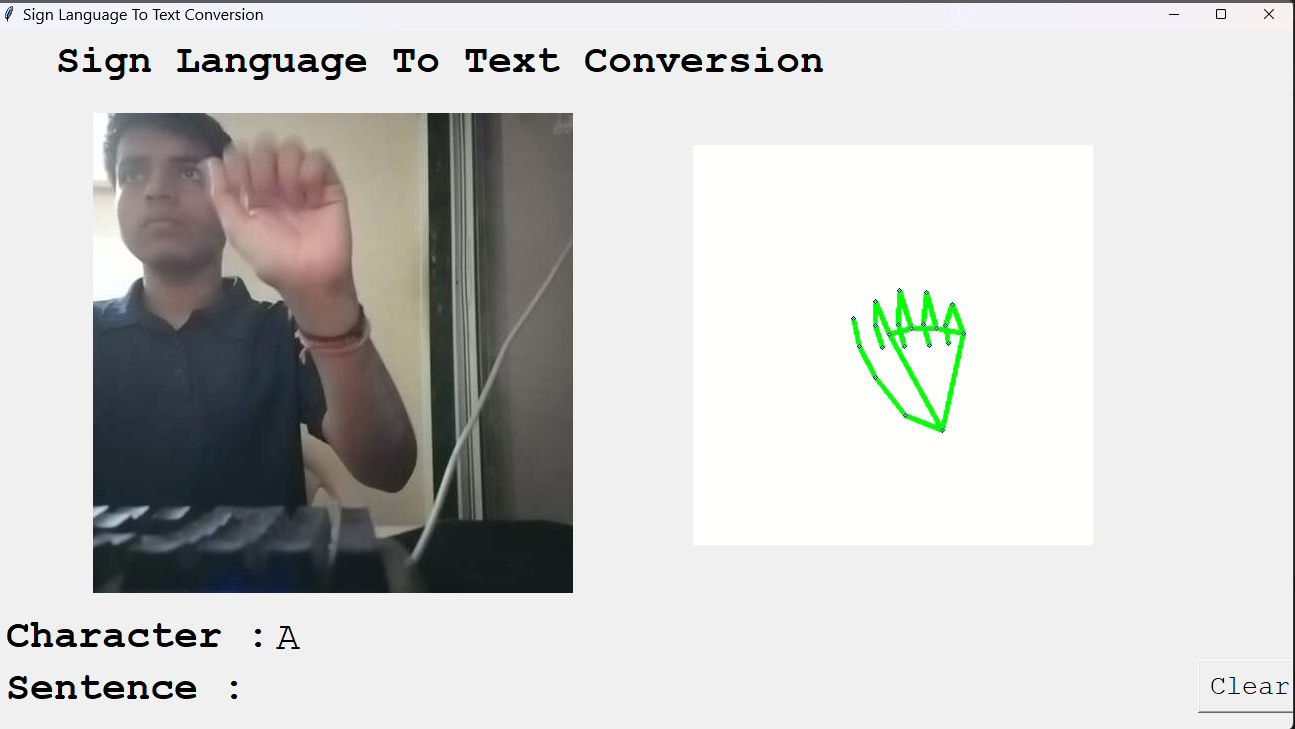 Sign Language To Text Conversion
Sign Language To Text Conversion
Character : A
Sentence :
Clear